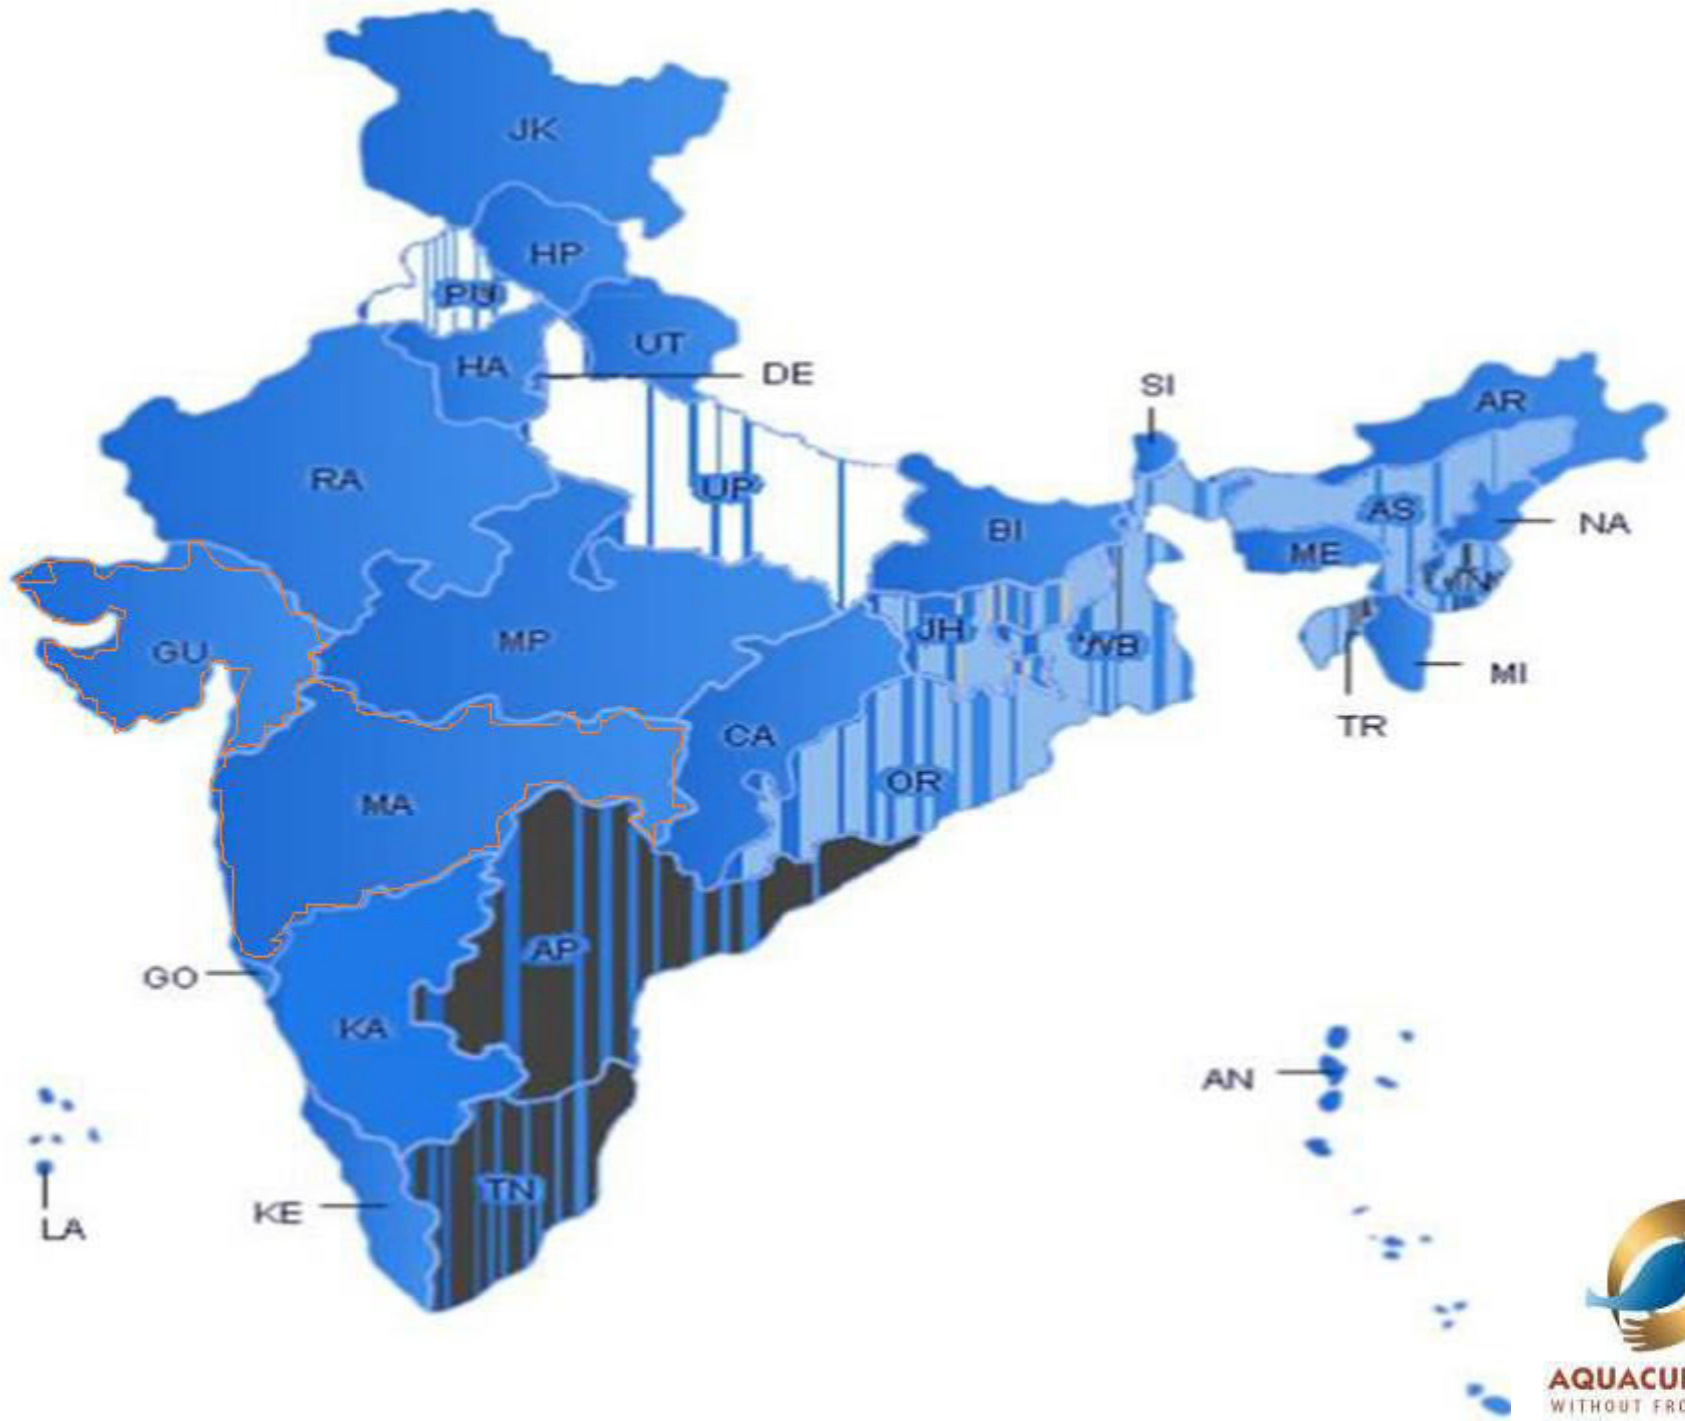 JK
HP
PU
UT
HA
DE
SI
AR
RA
UP
AS
BI
NA
ME
JH
MP
GU
WB
MI
TR
CA
OR
MA
AP
GO
KA
AN
TN
KE
LA
AQUACU
WITHOUT FRO